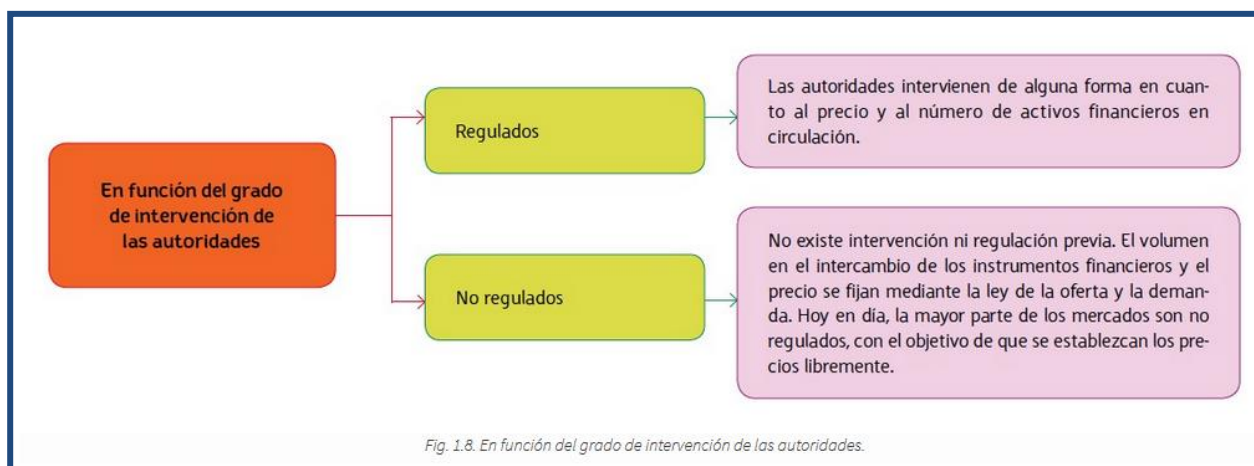 En función del grado
de intervención de
las autoridades
Regulados
Las autoridades intervienen de alguna forma en cuan-
to al precio y al número de activos financieros en
circulación.
No regulados
No existe intervención ni regulación previa. El volumen
en el intercambio de los instrumentos financieros y el
precio se fijan mediante la ley de la oferta y la deman-
da. Hoy en día, la mayor parte de los mercados son no
regulados, con el objetivo de que se establezcan los pre-
cios libremente.
Fig. 1.8. En función del grado de intervención de las autoridades.